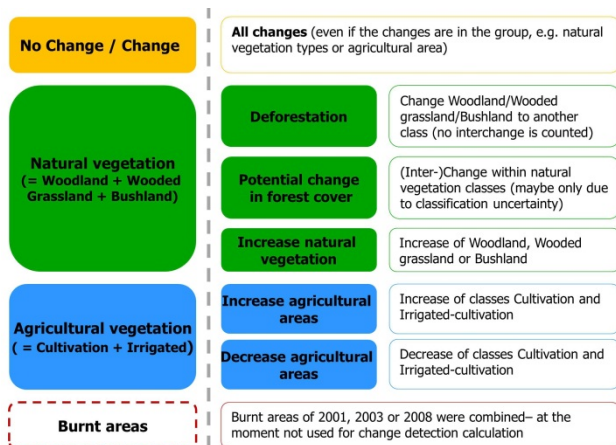 No Change / Change
All changes (even if the changes are in the group, e.g. natural
vegetation types or agricultural area)
Natural vegetation
(= Woodland + Wooded
Grassland + Bushland)
Deforestation
Change Woodland/Wooded
grassland/Bushland to another
class (no interchange is counted)
Potential change
in forest cover
(Inter-)Change within natural
vegetation classes (maybe only due
to classification uncertainty)
Increase natural
vegetation
Increase of Woodland, Wooded
grassland or Bushland
Agricultural vegetation
( = Cultivation + Irrigated)
Increase agricultural
areas
Increase of classes Cultivation and
Irrigated-cultivation
Decrease agricultural
areas
Decrease of classes Cultivation and
Irrigated-cultivation
Burnt areas
Burnt areas of 2001, 2003 or 2008 were combined– at the
moment not used for change detection calculation